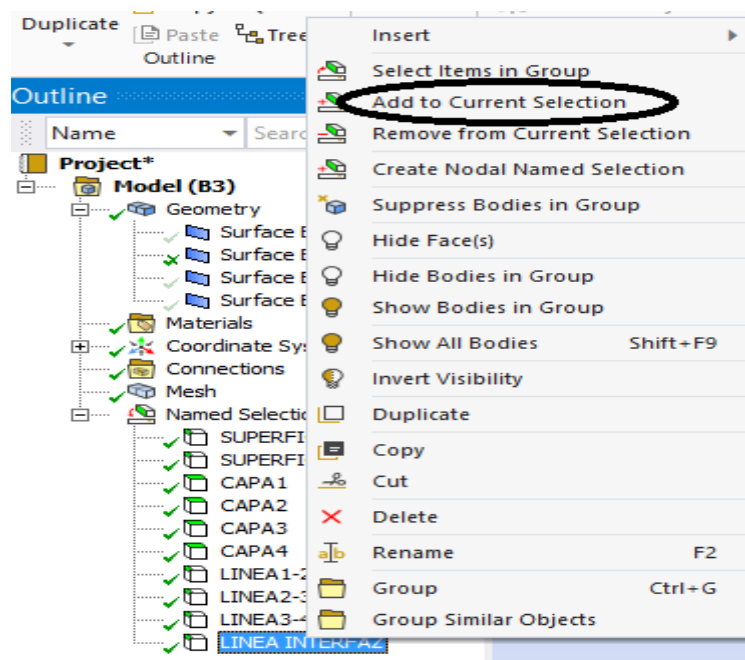 Duplicate
Paste
Tree
Outline
Outline
Name
Searc
Project*
Model (B3)
Geometry
Surface
Surface
Surface
Surface
Materials
Coordinate Sy
Connections
Mesh
Named Selecti
SUPERFI
SUPERFI
CAPA1
CAPA2
CAPA3
CAPA4
LINEA1-2
LINEA2-3
LINEA3-4
LINEA INTERFAZ
Insert
Select Items in Group
Add to Current Selection
Remove from Current Selection
Create Nodal Named Selection
Suppress Bodies in Group
Hide Face(s)
Hide Bodies in Group
Show Bodies in Group
Show All Bodies Shift+F9
Invert Visibility
Duplicate
Copy
Cut
Delete
Rename F2
Group Ctrl+G
Group Similar Objects